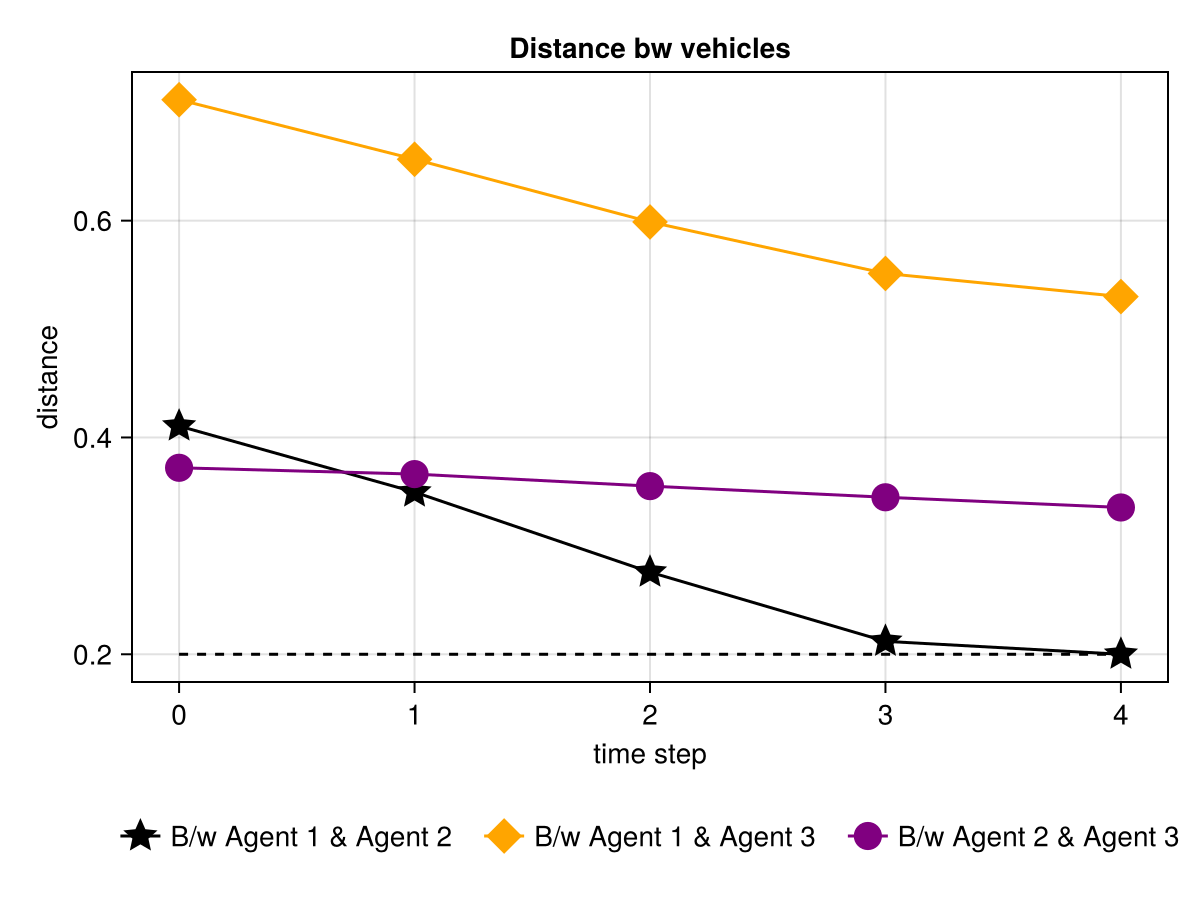 Distance bw vehicles
distance
0.6
0.4
0.2
0 1 2 3 4
time step
B/w Agent 1 & Agent 2 B/w Agent 1 & Agent 3 B/w Agent 2 & Agent 3